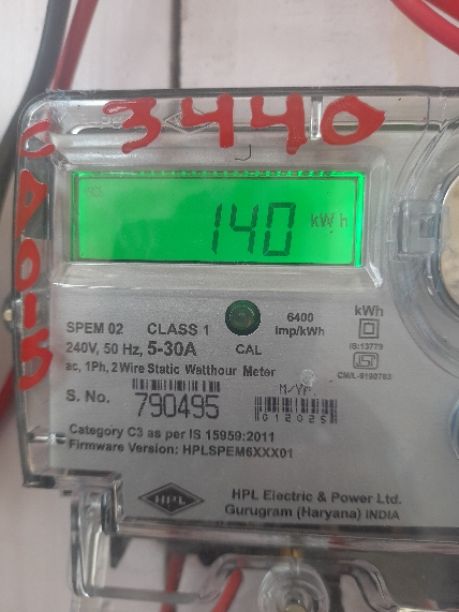 3440
140 kWh
SPEM 02 CLASS 1
240V, 50 Hz, 5-30A
ac, 1Ph, 2 Wire Static Watthour Meter
CAL
6400
imp/kWh
kWh
IS:13779
CM/L-9190783
S. No. 790495
M/Yr.
012025
Category C3 as per IS 15959:2011
Firmware Version: HPLSPEM6XXX01
HPL
HPL Electric & Power Ltd.
Gurugram (Haryana) INDIA